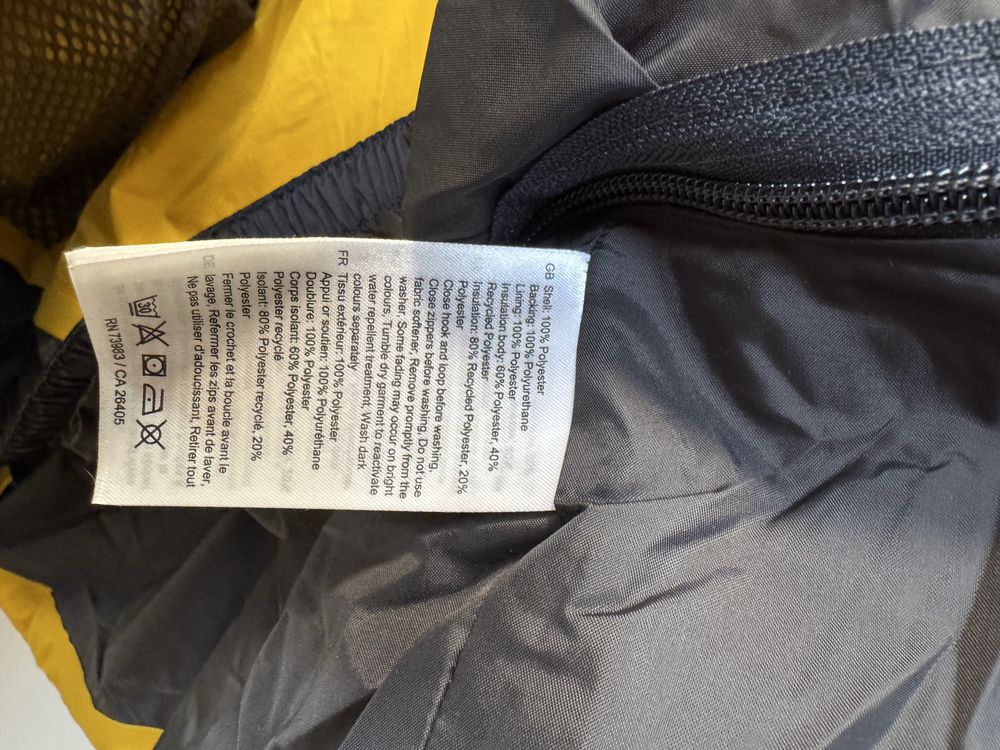 GB Shell: 100% Polyester
Backing: 100% Polyurethane
Lining: 100% Polyester
Insulation body: 60% Polyester, 40%
Recycled Polyester
Insulation: 80% Recycled Polyester, 20%
Polyester
Close hook and loop before washing,
Close zippers before washing, Do not use
fabric softener, Remove promptly from the
washer, Some fading may occur on bright
colours, Tumble dry garment to reactivate
water repellent treatment, Wash dark
colours separately
FR Tissu extérieur: 100% Polyester
Appui or soutien: 100% Polyuréthane
Doublure: 100% Polyester
Corps isolant: 60% Polyester, 40%
Polyester recyclé
Isolant: 80% Polyester recyclé, 20%
Polyester
Fermer le crochet et la boucle avant le
lavage, Refermer les zips avant de laver,
Ne pas utiliser d'adoucissant, Retirer tout
30
RN 73983 / CA 26405